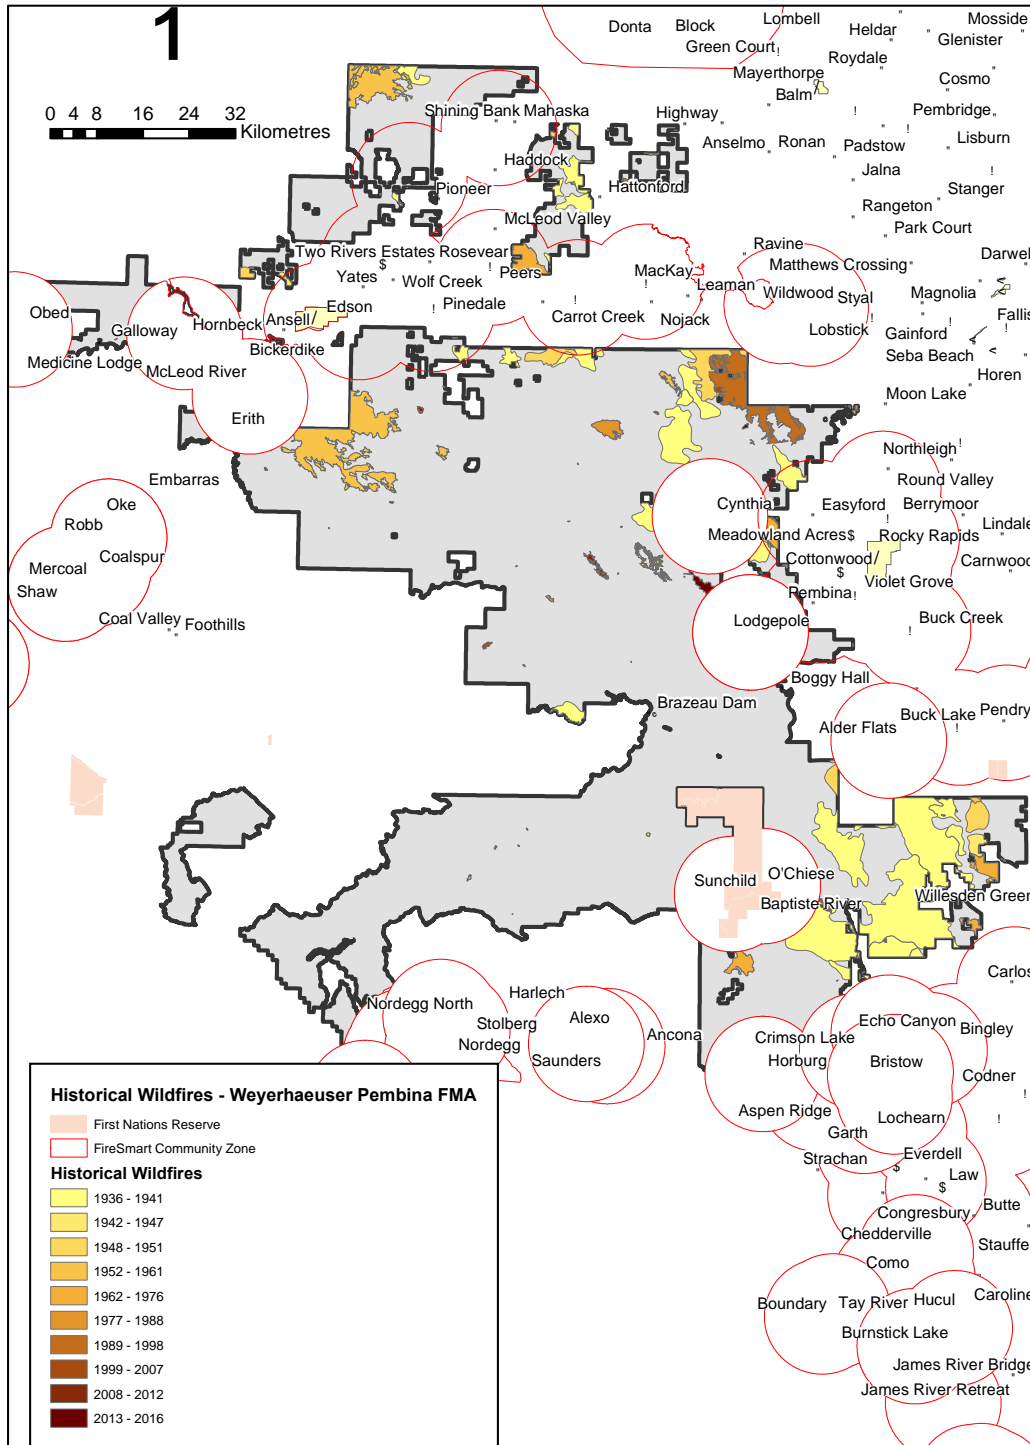 1
0 4 8 16 24 32
Kilometres
Donta
Block
Lombell
Green Court
Heldar
Mosside
Glenister
Roydale
Mayerthorpe
Balm
Cosmo
Pembridge
Shining Bank
Mahaska
Highway
Anselmo
Ronan
Padstow
Lisburn
Haddock
Jalna
Pioneer
Hattonford
Stanger
Rangeton
McLeod Valley
Park Court
Two Rivers Estates
Rosevear
Ravine
Darwel
Yates
Wolf Creek
Peers
MacKay
Matthews Crossing
Leaman
Wildwood
Styal
Magnolia
Obed
Galloway
Hornbeck
Ansell
Edson
Pinedale
Carrot Creek
Nojack
Lobstick
Gainford
Fallis
Medicine Lodge
McLeod River
Bickerdike
Seba Beach
Horen
Moon Lake
Erith
Northleigh
Embarras
Round Valley
Oke
Cynthia
Easyford
Berrymoor
Robb
Meadowland Acres
Rocky Rapids
Lindale
Coalspur
Cottonwood
Carnwood
Mercoal
Violet Grove
Shaw
Pembina
Coal Valley
Foothills
Lodgepole
Buck Creek
Boggy Hall
Brazeau Dam
Alder Flats
Buck Lake
Pendry
Sunchild
O'Chiese
Baptiste River
Willesden Green
Carlos
Nordegg North
Harlech
Stolberg
Alexo
Nordegg
Saunders
Ancona
Crimson Lake
Echo Canyon
Bingley
Horburg
Bristow
Codner
Aspen Ridge
Lochearn
Garth
Strachan
Everdell
Law
Congresbury
Butte
Chedderville
Stauffe
Como
Boundary
Tay River
Hucul
Caroline
Burnstick Lake
James River Bridge
James River Retreat
Historical Wildfires - Weyerhaeuser Pembina FMA
First Nations Reserve
FireSmart Community Zone
Historical Wildfires
1936 - 1941
1942 - 1947
1948 - 1951
1952 - 1961
1962 - 1976
1977 - 1988
1989 - 1998
1999 - 2007
2008 - 2012
2013 - 2016